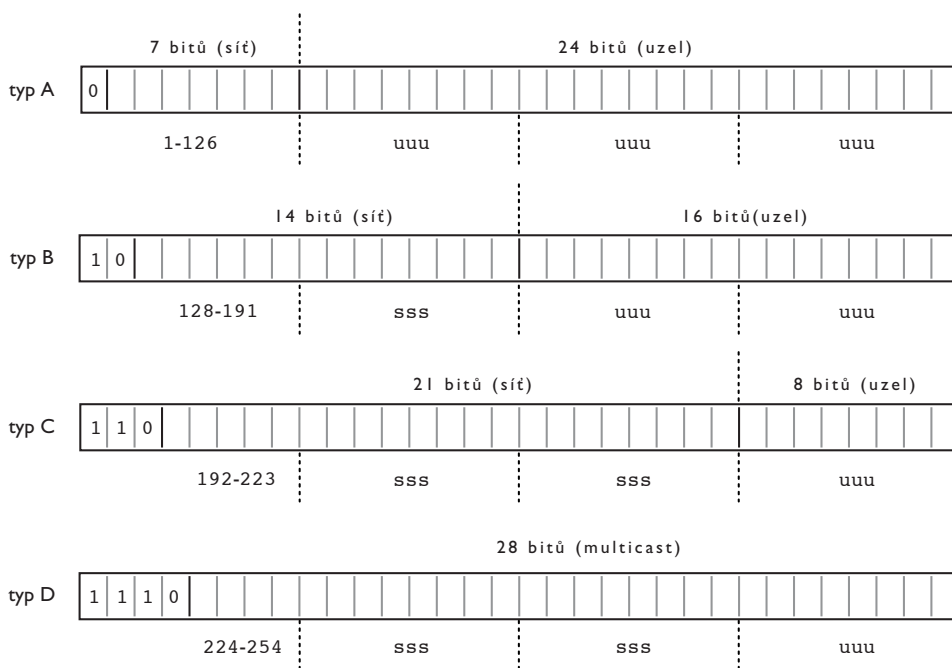 7 bitů (síť) 24 bitů (uzel)
typ A 0
1-126 uuu uuu uuu
14 bitů (síť) 16 bitů(uzel)
typ B 1 0
128-191 sss uuu uuu
21 bitů (síť) 8 bitů (uzel)
typ C 1 1 0
192-223 sss sss uuu
28 bitů (multicast)
typ D 1 1 1 0
224-254 sss sss uuu